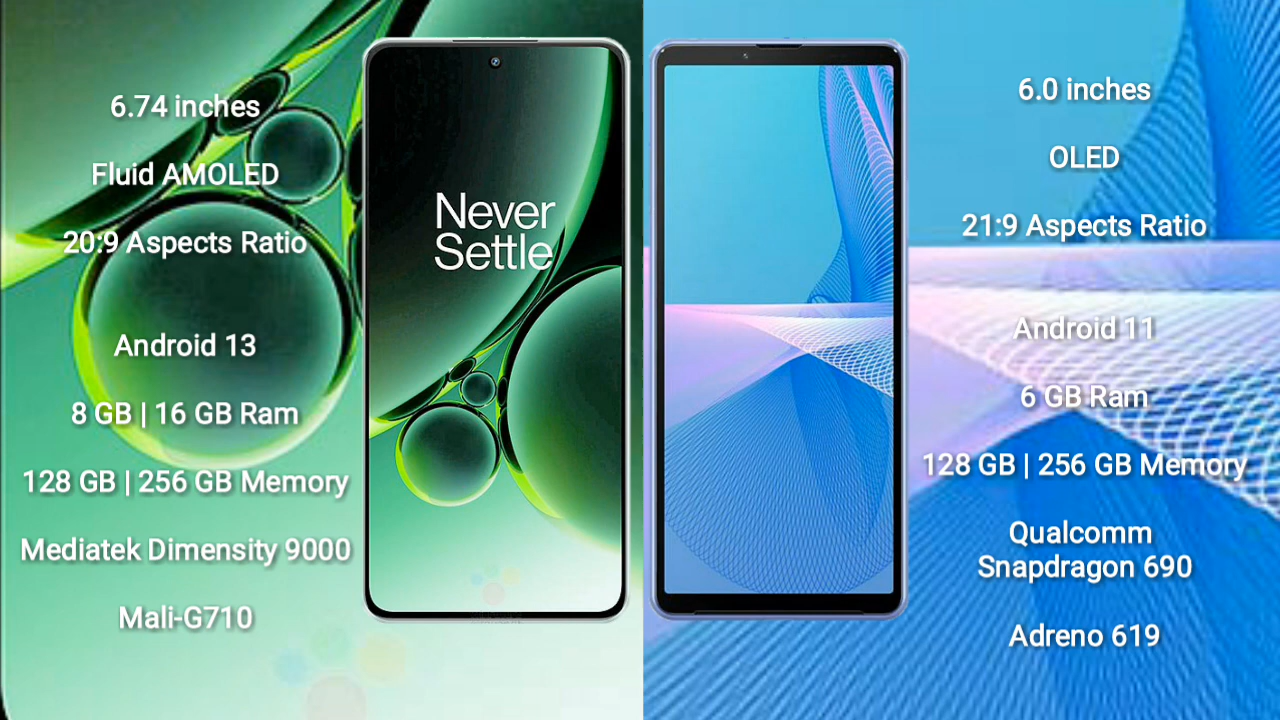 6.74 inches
Fluid AMOLED
20:9 Aspects Ratio
Android 13
8 GB | 16 GB Ram
128 GB | 256 GB Memory
Mediatek Dimensity 9000
Mali-G710
Never
Settle
6.0 inches
OLED
21:9 Aspects Ratio
Android 11
6 GB Ram
128 GB | 256 GB Memory
Qualcomm
Snapdragon 690
Adreno 619